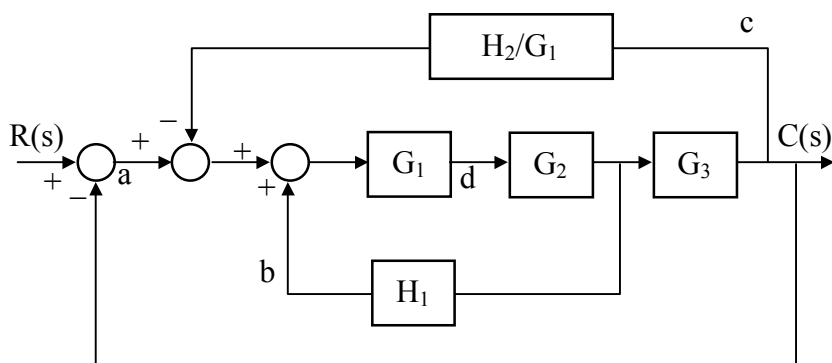 c
H₂/G₁
−
R(s) + + + C(s)
G₁ G₂ G₃
+ a + d
−
b
H₁